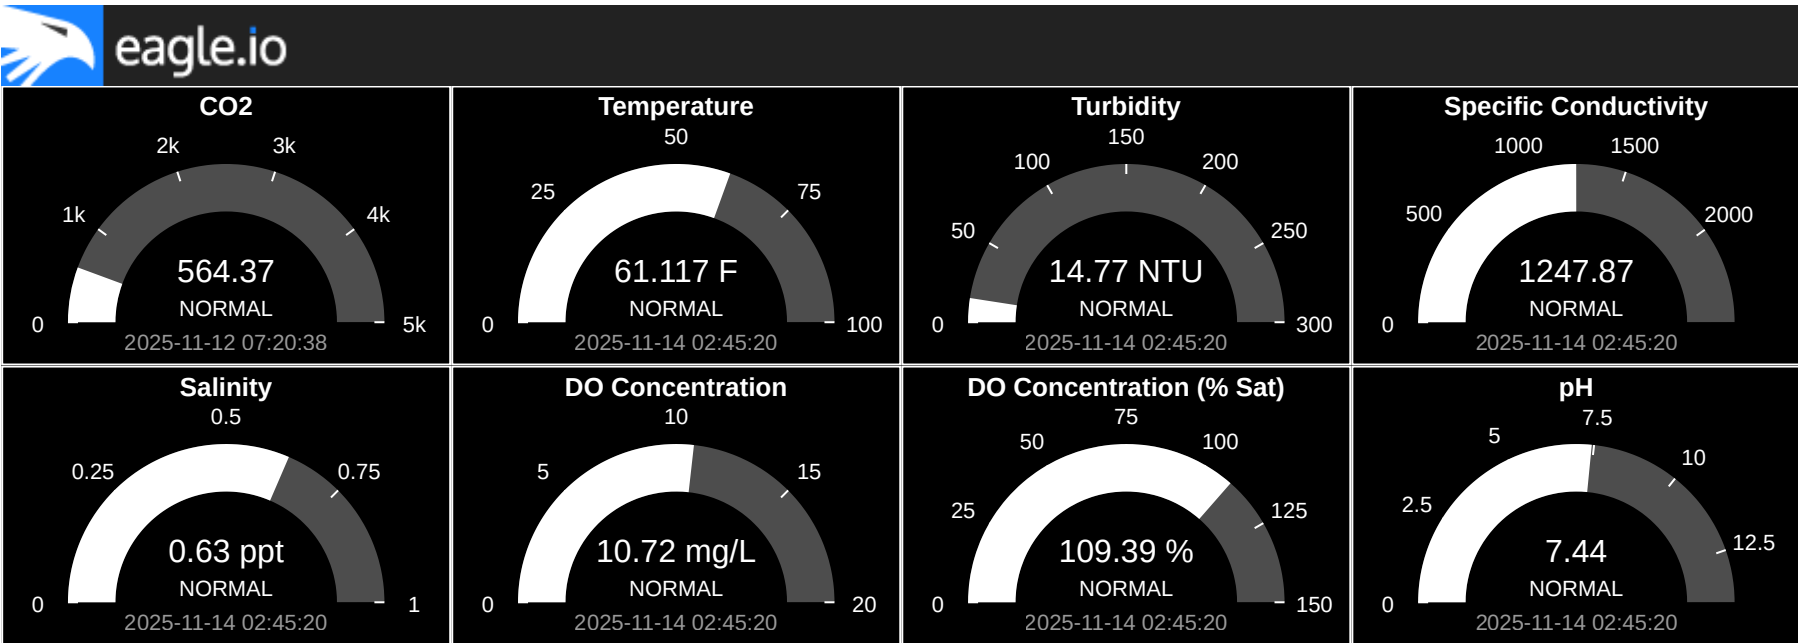 eagle.io
CO2
0
1k
2k
3k
4k
5k
564.37
NORMAL
2025-11-12 07:20:38
Temperature
0
25
50
75
100
61.117 F
NORMAL
2025-11-14 02:45:20
Turbidity
0
50
100
150
200
250
300
14.77 NTU
NORMAL
2025-11-14 02:45:20
Specific Conductivity
0
500
1000
1500
2000
1247.87
NORMAL
2025-11-14 02:45:20
Salinity
0
0.25
0.5
0.75
1
0.63 ppt
NORMAL
2025-11-14 02:45:20
DO Concentration
0
5
10
15
20
10.72 mg/L
NORMAL
2025-11-14 02:45:20
DO Concentration (% Sat)
0
25
50
75
100
125
150
109.39 %
NORMAL
2025-11-14 02:45:20
pH
0
2.5
5
7.5
10
12.5
7.44
NORMAL
2025-11-14 02:45:20